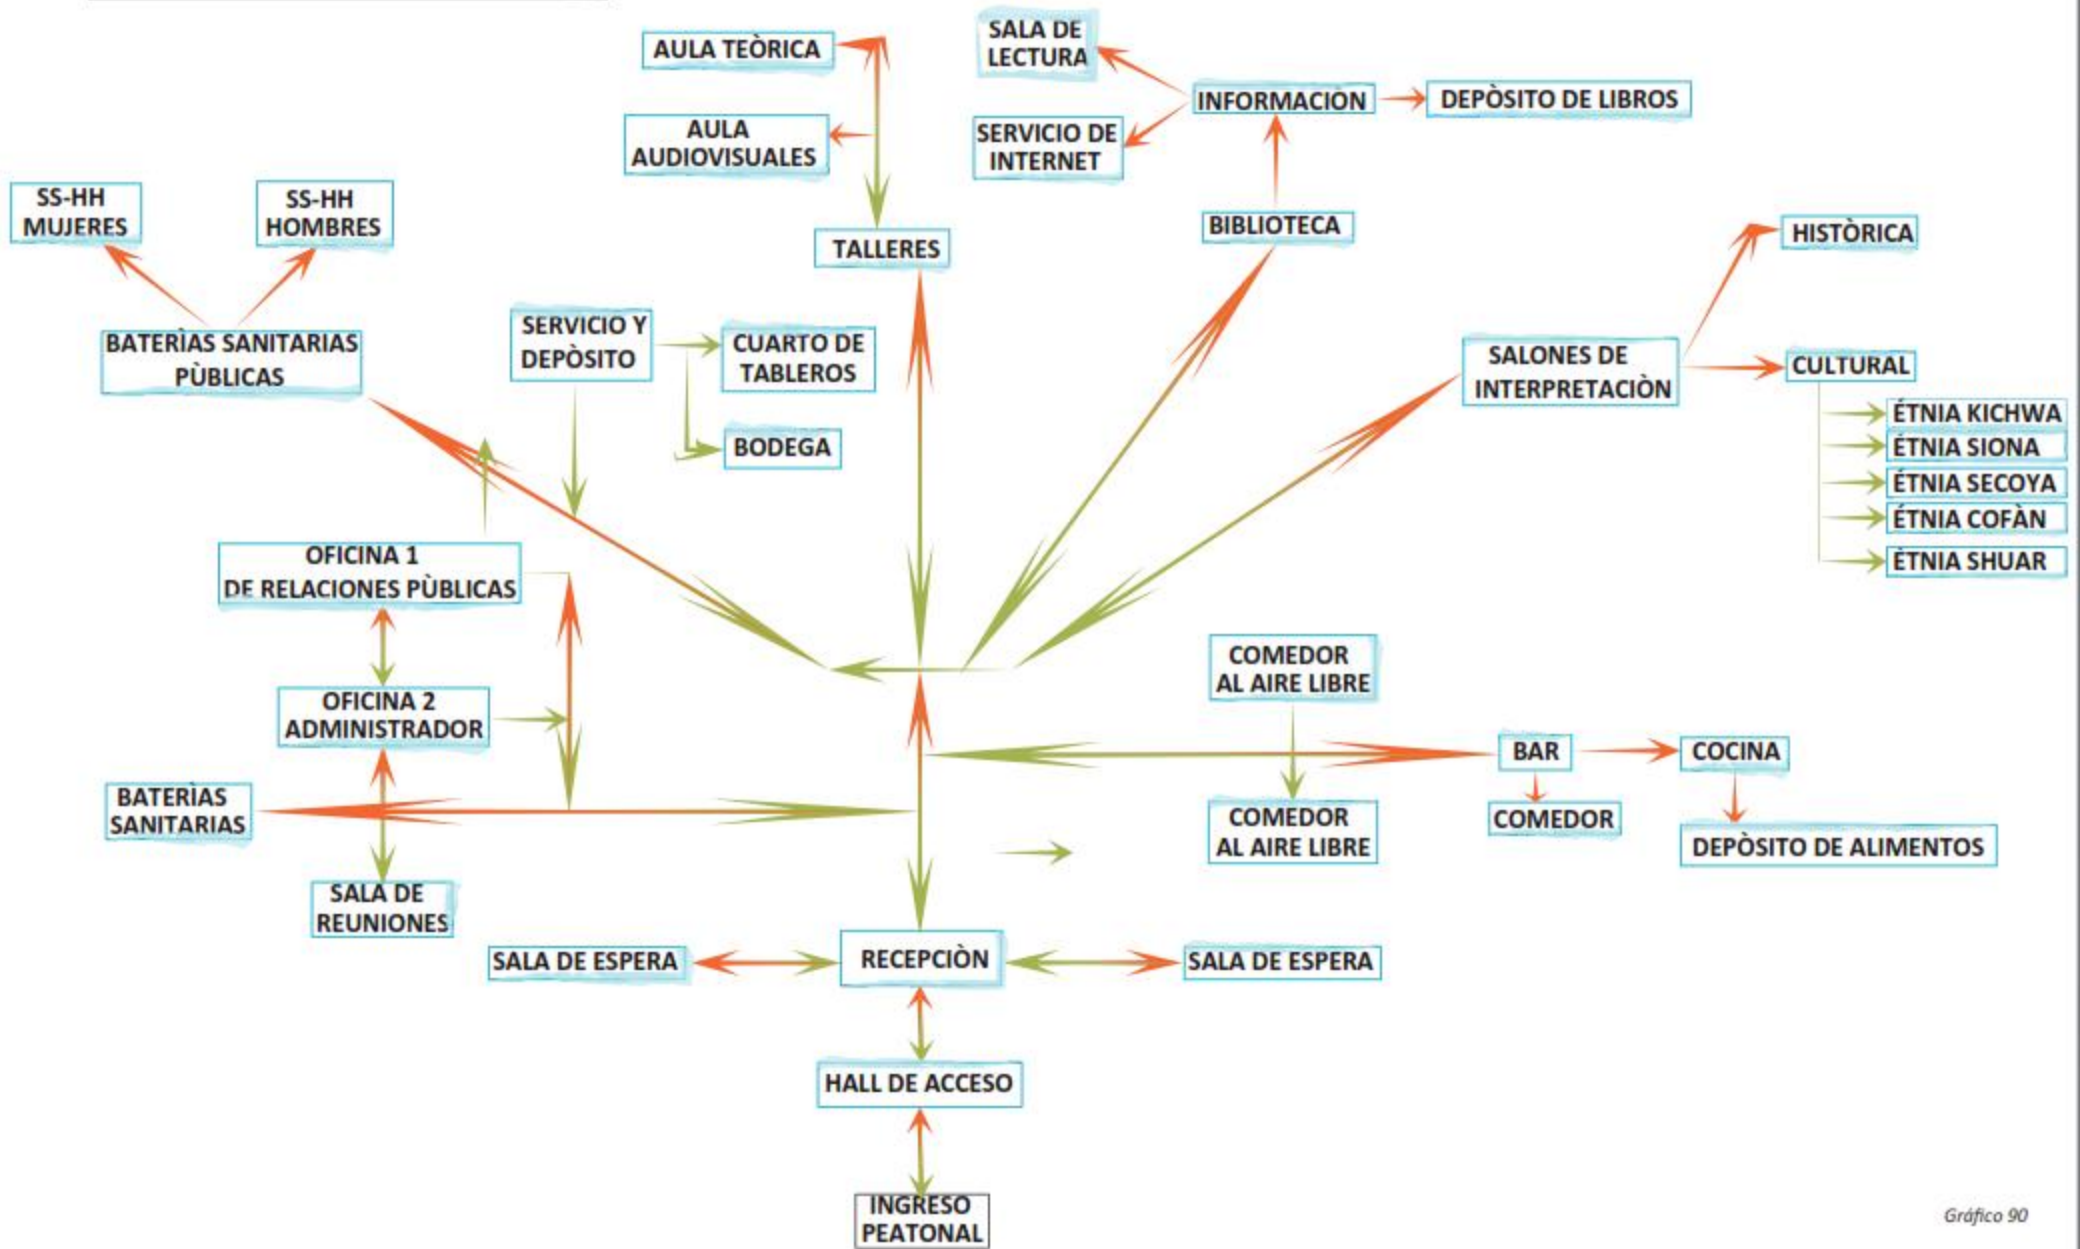 AULA TEÒRICA
AULA
AUDIOVISUALES
SALA DE
LECTURA
INFORMACIÒN
DEPÒSITO DE LIBROS
SERVICIO DE
INTERNET
SS-HH
MUJERES
SS-HH
HOMBRES
TALLERES
BIBLIOTECA
HISTÒRICA
BATERÌAS SANITARIAS
PÙBLICAS
SERVICIO Y
DEPÒSITO
CUARTO DE
TABLEROS
BODEGA
SALONES DE
INTERPRETACIÒN
CULTURAL
ÉTNIA KICHWA
ÉTNIA SIONA
ÉTNIA SECOYA
ÉTNIA COFÀN
ÉTNIA SHUAR
OFICINA 1
DE RELACIONES PÙBLICAS
OFICINA 2
ADMINISTRADOR
BATERÌAS
SANITARIAS
SALA DE
REUNIONES
COMEDOR
AL AIRE LIBRE
BAR
COCINA
COMEDOR
AL AIRE LIBRE
COMEDOR
DEPÒSITO DE ALIMENTOS
SALA DE ESPERA
RECEPCIÒN
SALA DE ESPERA
HALL DE ACCESO
INGRESO
PEATONAL
Gráfico 90